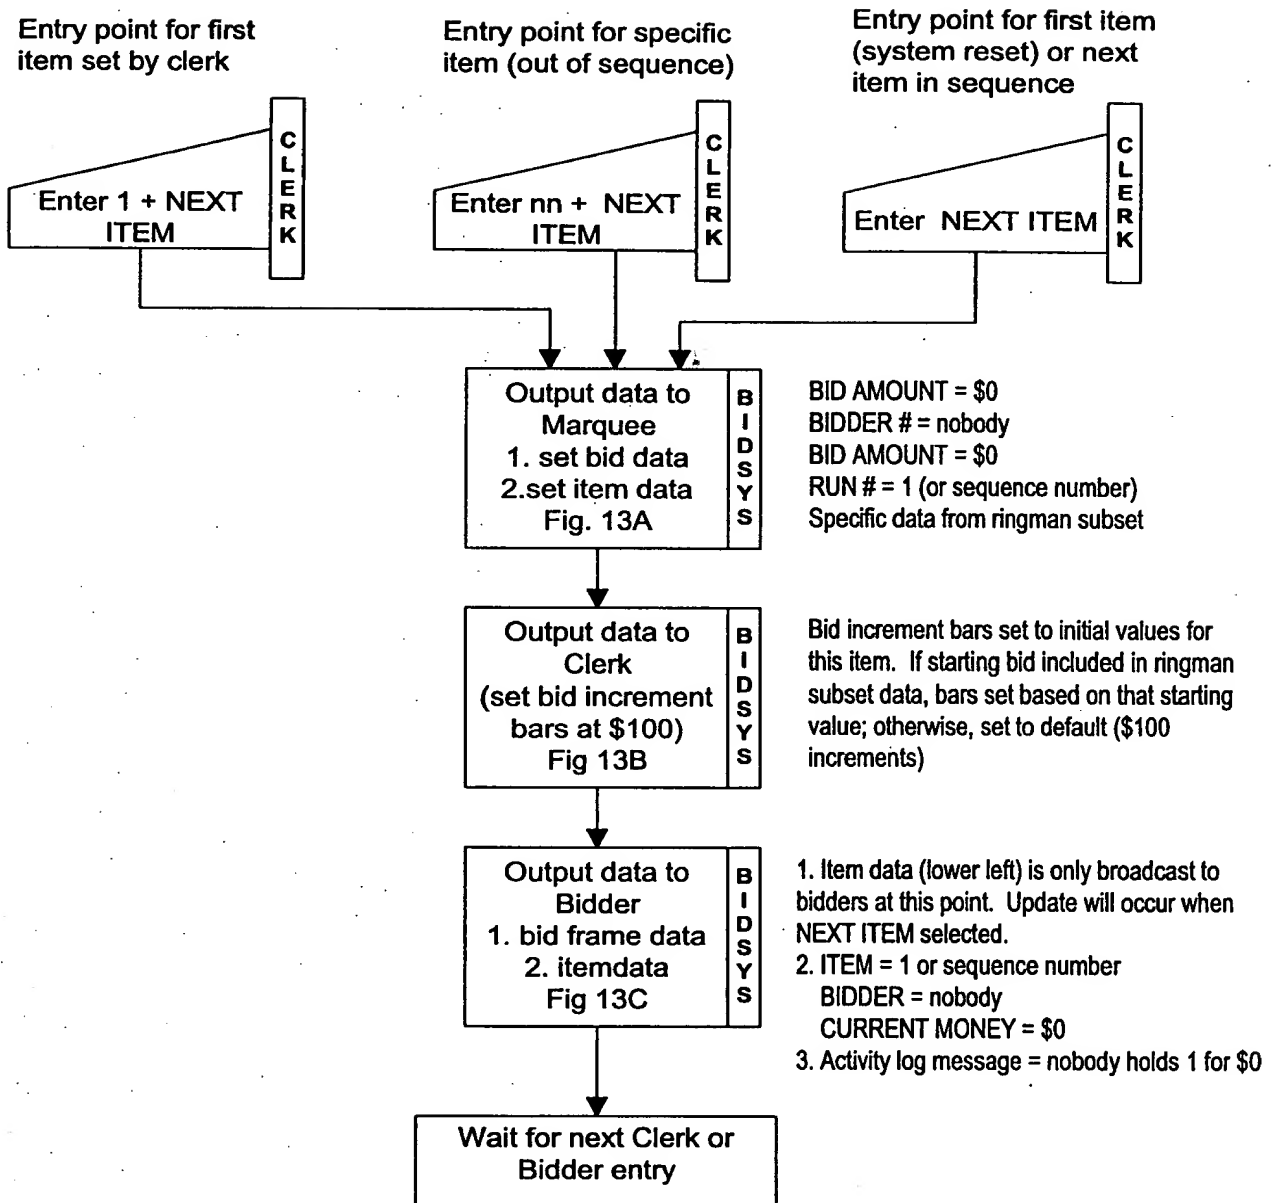 Entry point for first
item set by clerk
Entry point for specific
item (out of sequence)
Entry point for first item
(system reset) or next
item in sequence
Enter 1 + NEXT
ITEM
CLERK
Enter nn + NEXT
ITEM
CLERK
Enter NEXT ITEM
CLERK
Output data to
Marquee
1. set bid data
2.set item data
Fig. 13A
BIDSYS
BID AMOUNT = $0
BIDDER # = nobody
BID AMOUNT = $0
RUN # = 1 (or sequence number)
Specific data from ringman subset
Output data to
Clerk
(set bid increment
bars at $100)
Fig 13B
BIDSYS
Bid increment bars set to initial values for
this item. If starting bid included in ringman
subset data, bars set based on that starting
value; otherwise, set to default ($100
increments)
Output data to
Bidder
1. bid frame data
2. itemdata
Fig 13C
BIDSYS
1. Item data (lower left) is only broadcast to
bidders at this point. Update will occur when
NEXT ITEM selected.
2. ITEM = 1 or sequence number
BIDDER = nobody
CURRENT MONEY = $0
3. Activity log message = nobody holds 1 for $0
Wait for next Clerk or
Bidder entry